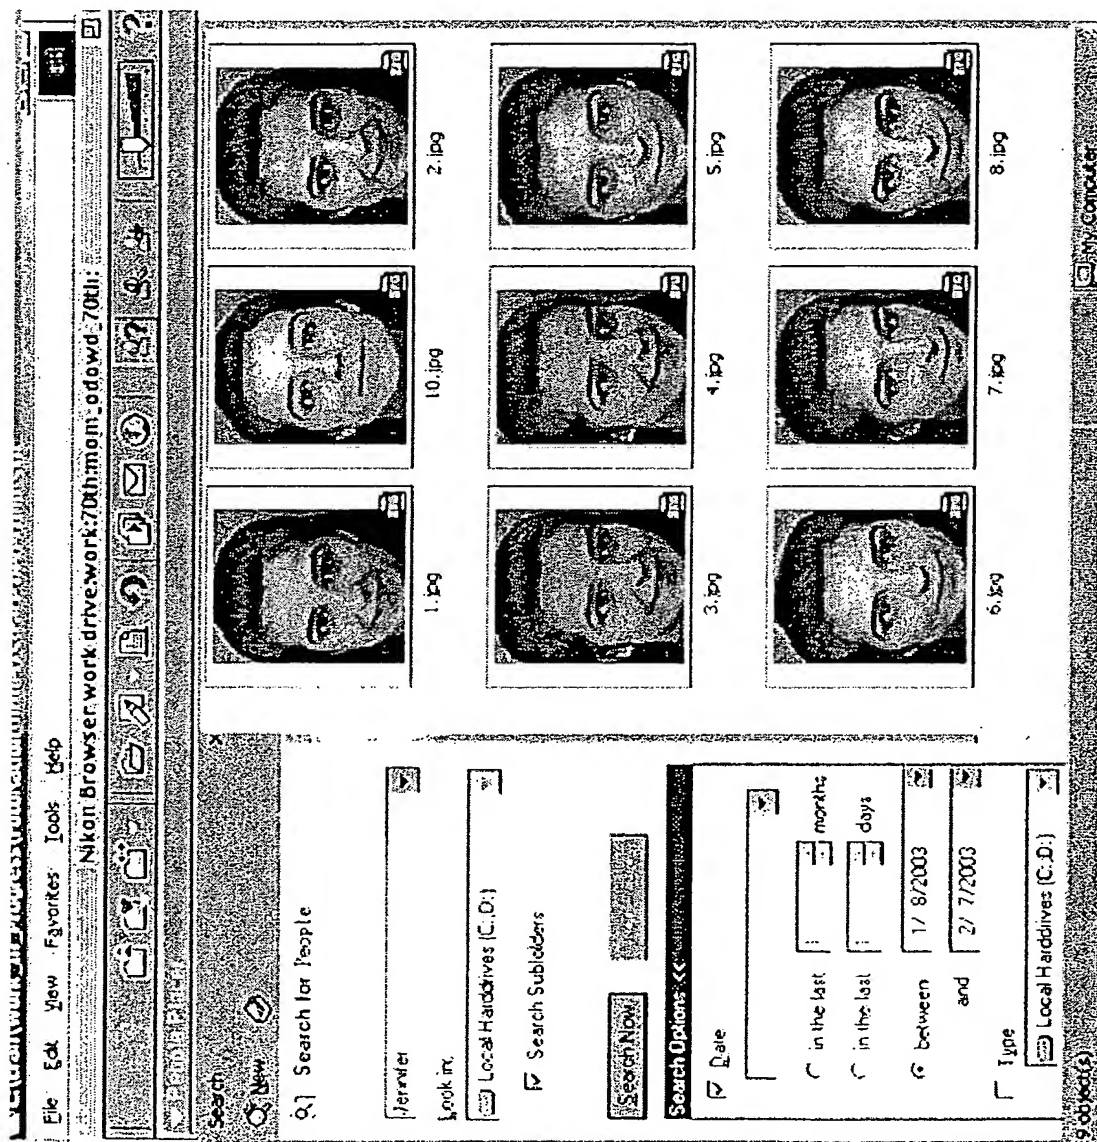 File Edit View Favorites Tools Help
Nikon Browser:work drive:work:70th:mom_odowd_70th:
Search
New
Search for People
Jennifer
Look in:
Local Harddrives (C:,D:)
Search Subfolders
Search Now
Search Options <<
Date
in the last
months
in the last
days
between
1/ 8/2003
and
2/ 7/2003
Type
Local Harddrives (C:,D:)
1.jpg
10.jpg
2.jpg
3.jpg
4.jpg
5.jpg
6.jpg
7.jpg
8.jpg
9 object(s)
My Computer